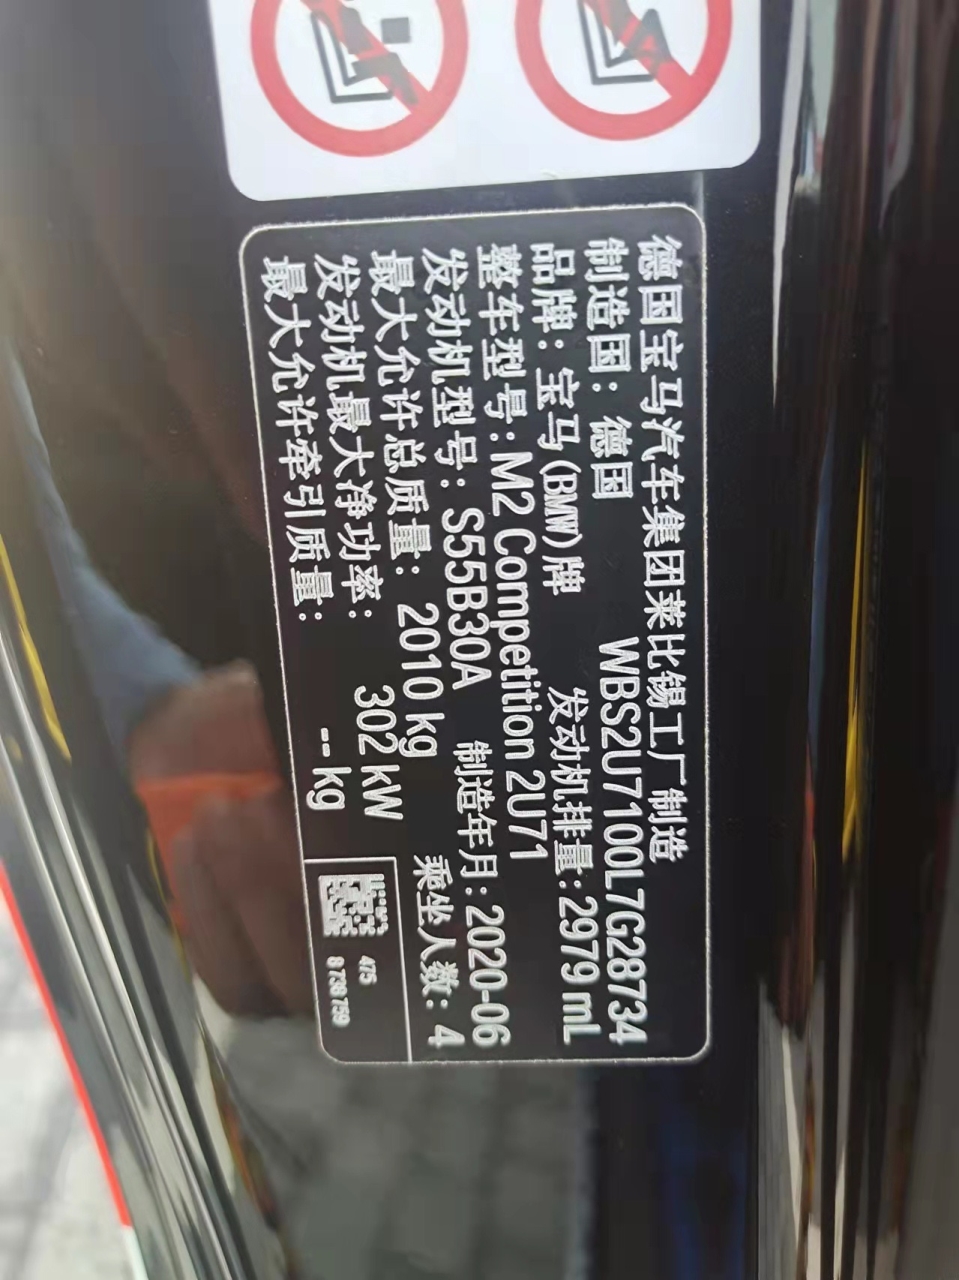 德国宝马汽车集团莱比锡工厂制造
制造国：德国 WBS2U7100L7G28734
品牌：宝马(BMW)牌 发动机排量：2979 mL
整车型号：M2 Competition 2U71
发动机型号：S55B30A 制造年月：2020-06
最大允许总质量：2010 kg 乘坐人数：4
发动机最大净功率：302 kW
最大允许牵引质量：-- kg
475
8 738 759